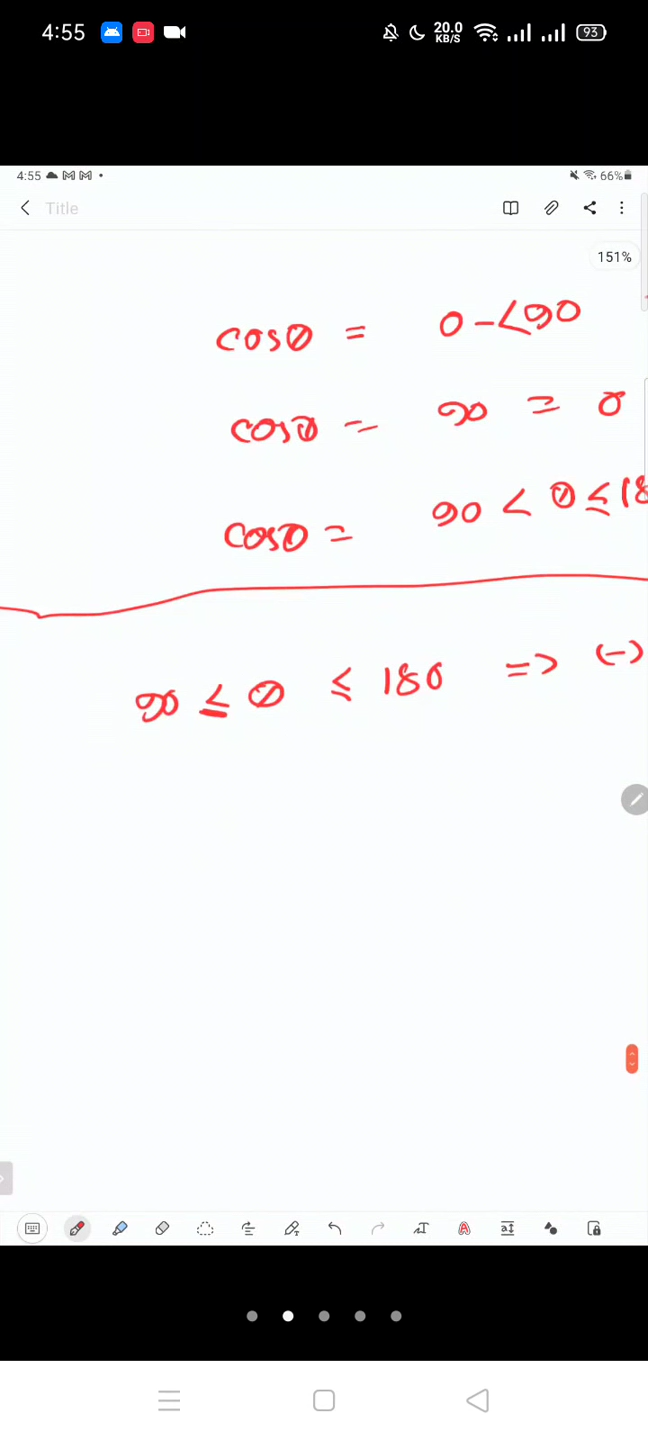 4:55 20.0 KB/S 93
4:55 66%
Title
151%
cosθ = 0-<90
cosθ = 90 = 0
cosθ = 90 < θ ≤ 18
90 ≤ θ ≤ 180 => (-)